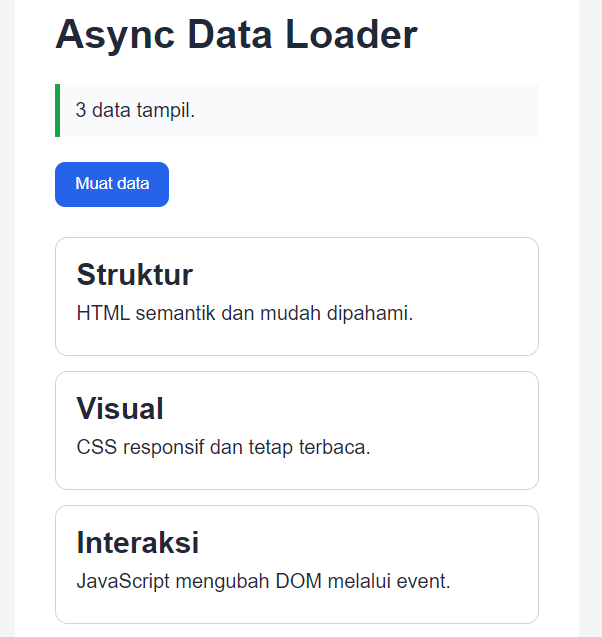 Async Data Loader
3 data tampil.
Muat data
Struktur
HTML semantik dan mudah dipahami.
Visual
CSS responsif dan tetap terbaca.
Interaksi
JavaScript mengubah DOM melalui event.